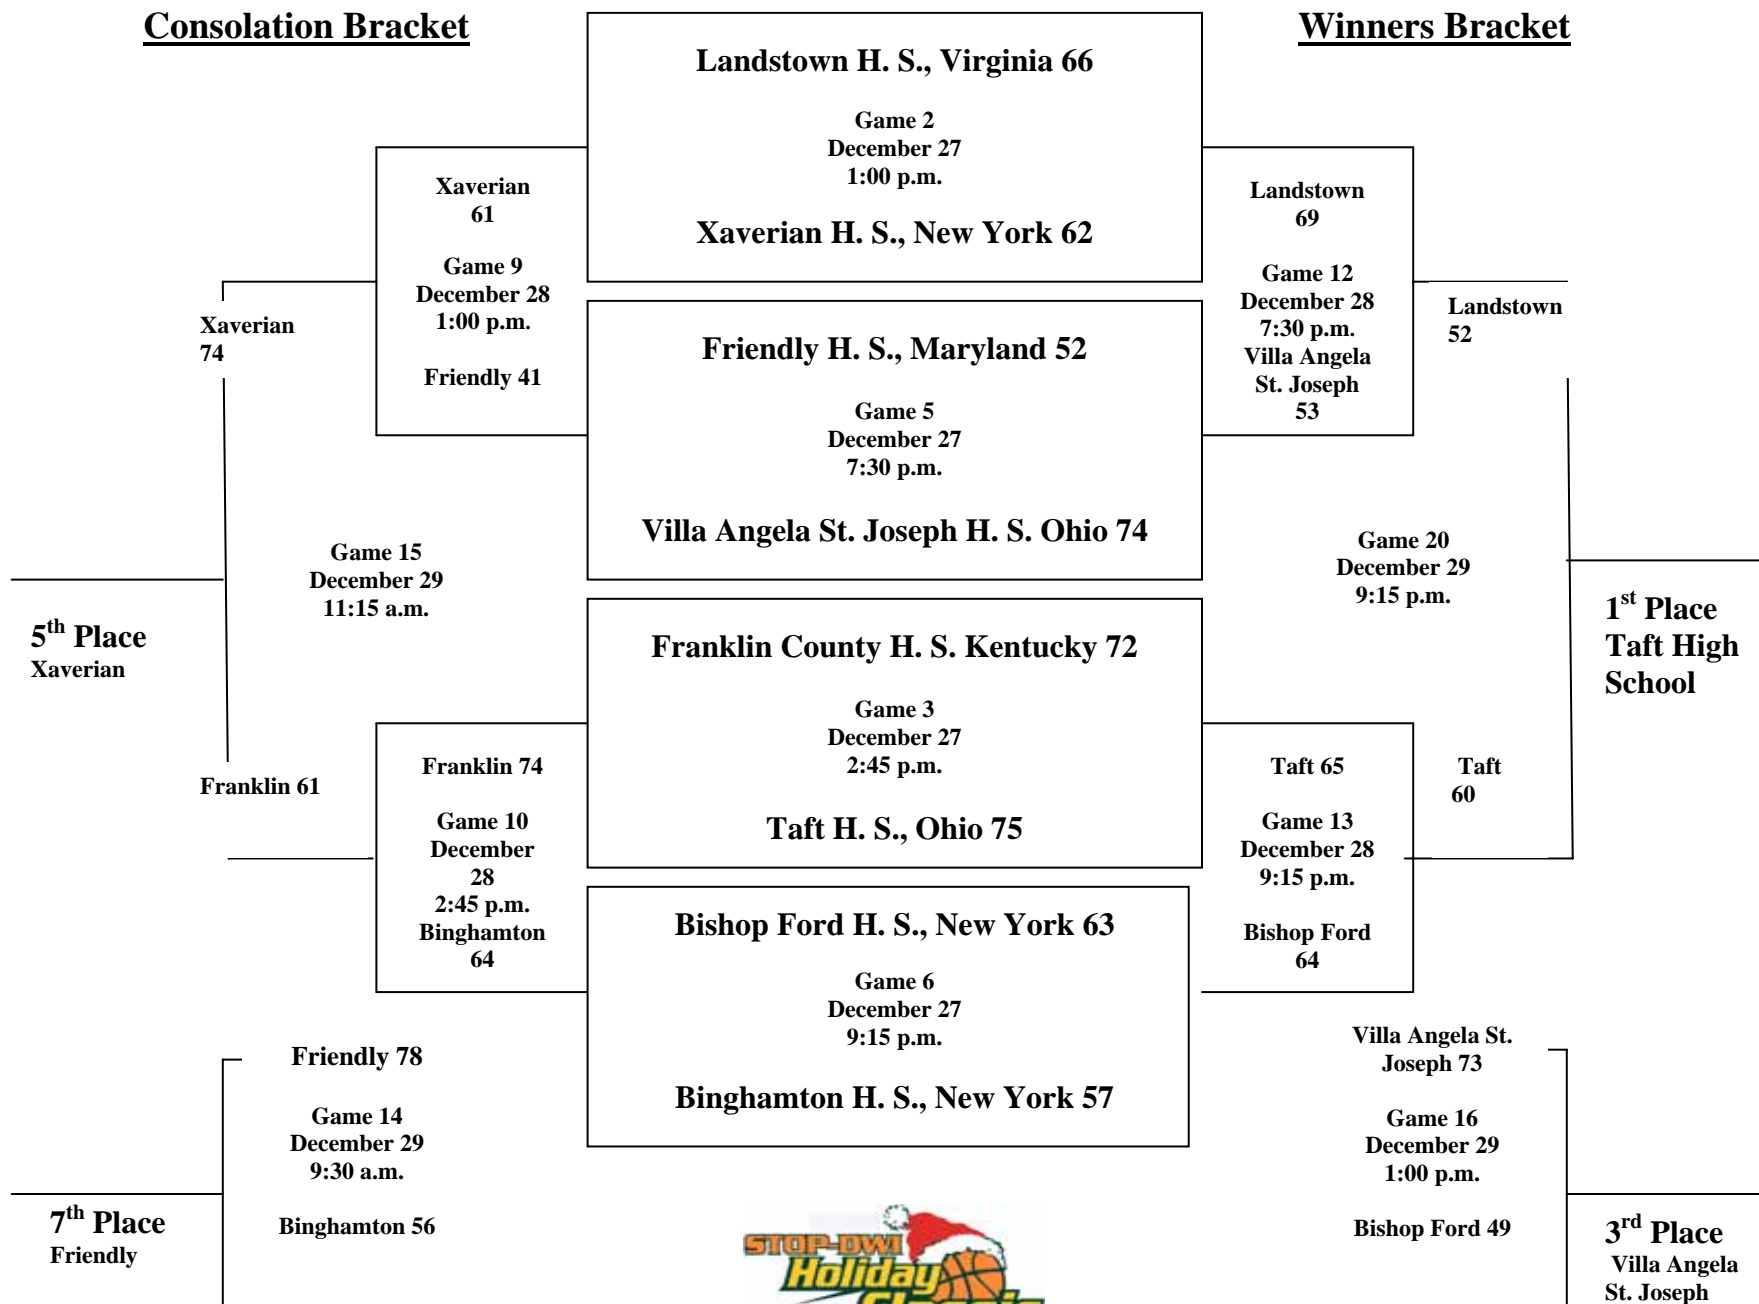 Consolation Bracket
Winners Bracket
Landstown H. S., Virginia 66
Game 2
December 27
1:00 p.m.
Xaverian H. S., New York 62
Friendly H. S., Maryland 52
Game 5
December 27
7:30 p.m.
Villa Angela St. Joseph H. S. Ohio 74
Franklin County H. S. Kentucky 72
Game 3
December 27
2:45 p.m.
Taft H. S., Ohio 75
Bishop Ford H. S., New York 63
Game 6
December 27
9:15 p.m.
Binghamton H. S., New York 57
Xaverian
61
Game 9
December 28
1:00 p.m.
Friendly 41
Xaverian
74
Game 15
December 29
11:15 a.m.
5th Place
Xaverian
Franklin 61
Franklin 74
Game 10
December
28
2:45 p.m.
Binghamton
64
Friendly 78
Game 14
December 29
9:30 a.m.
Binghamton 56
7th Place
Friendly
Landstown
69
Game 12
December 28
7:30 p.m.
Villa Angela
St. Joseph
53
Landstown
52
Game 20
December 29
9:15 p.m.
1st Place
Taft High
School
Taft 65
Game 13
December 28
9:15 p.m.
Bishop Ford
64
Taft
60
Villa Angela St.
Joseph 73
Game 16
December 29
1:00 p.m.
Bishop Ford 49
3rd Place
Villa Angela
St. Joseph
STOP-DWI
Holiday
Classic